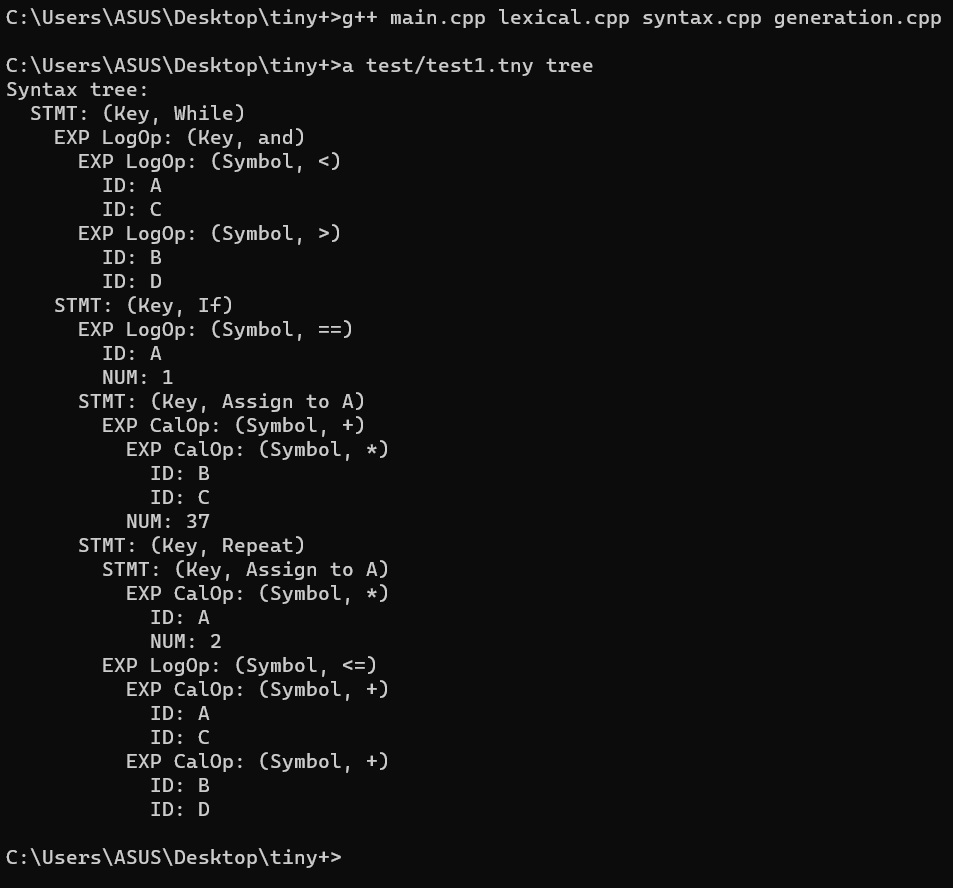 C:\Users\ASUS\Desktop\tiny+>g++ main.cpp lexical.cpp syntax.cpp generation.cpp

C:\Users\ASUS\Desktop\tiny+>a test/test1.tny tree
Syntax tree:
  STMT: (Key, While)
    EXP LogOp: (Key, and)
      EXP LogOp: (Symbol, <)
        ID: A
        ID: C
      EXP LogOp: (Symbol, >)
        ID: B
        ID: D
    STMT: (Key, If)
      EXP LogOp: (Symbol, ==)
        ID: A
        NUM: 1
      STMT: (Key, Assign to A)
        EXP CalOp: (Symbol, +)
          EXP CalOp: (Symbol, *)
            ID: B
            ID: C
          NUM: 37
      STMT: (Key, Repeat)
        STMT: (Key, Assign to A)
          EXP CalOp: (Symbol, *)
            ID: A
            NUM: 2
        EXP LogOp: (Symbol, <=)
          EXP CalOp: (Symbol, +)
            ID: A
            ID: C
          EXP CalOp: (Symbol, +)
            ID: B
            ID: D

C:\Users\ASUS\Desktop\tiny+>